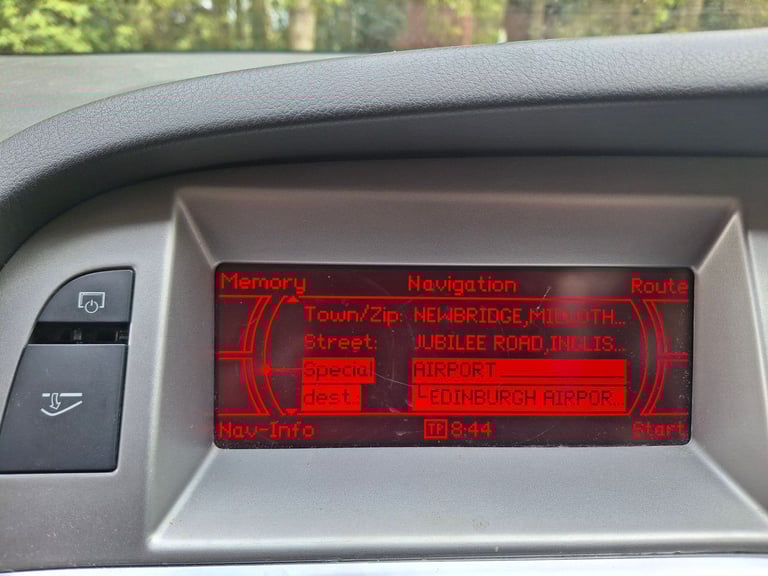 Memory Navigation Route
Town/Zip: NEWBRIDGE,MIDLOTH...
Street: JUBILEE ROAD,INGLIS...
Special AIRPORT
dest.: EDINBURGH AIRPOR...
Nav-Info TP 8:44 Start